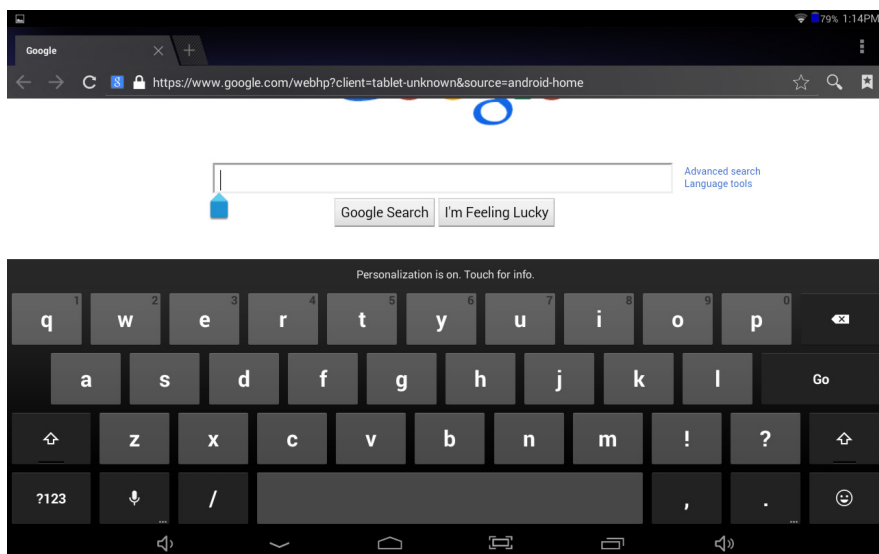 79% 1:14PM
Google
https://www.google.com/webhp?client=tablet-unknown&source=android-home
Advanced search
Language tools
Google Search I'm Feeling Lucky
Personalization is on. Touch for info.
q 1 w 2 e 3 r 4 t 5 y 6 u 7 i 8 o 9 p 0
a s d f g h j k l Go
z x c v b n m ! ?
?123 / , .